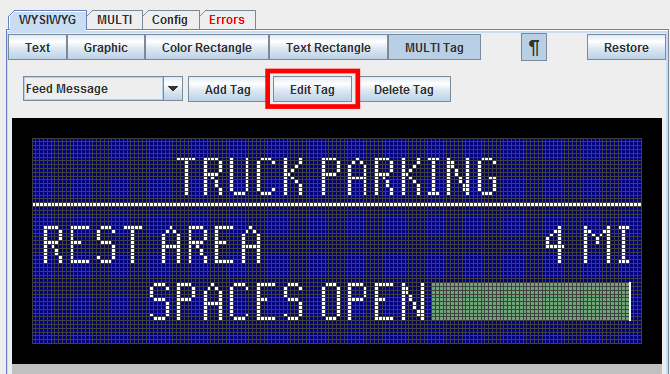 WYSIWYG MULTI Config Errors
Text Graphic Color Rectangle Text Rectangle MULTI Tag ¶ Restore
Feed Message Add Tag Edit Tag Delete Tag
TRUCK PARKING
REST AREA 4 MI
SPACES OPEN